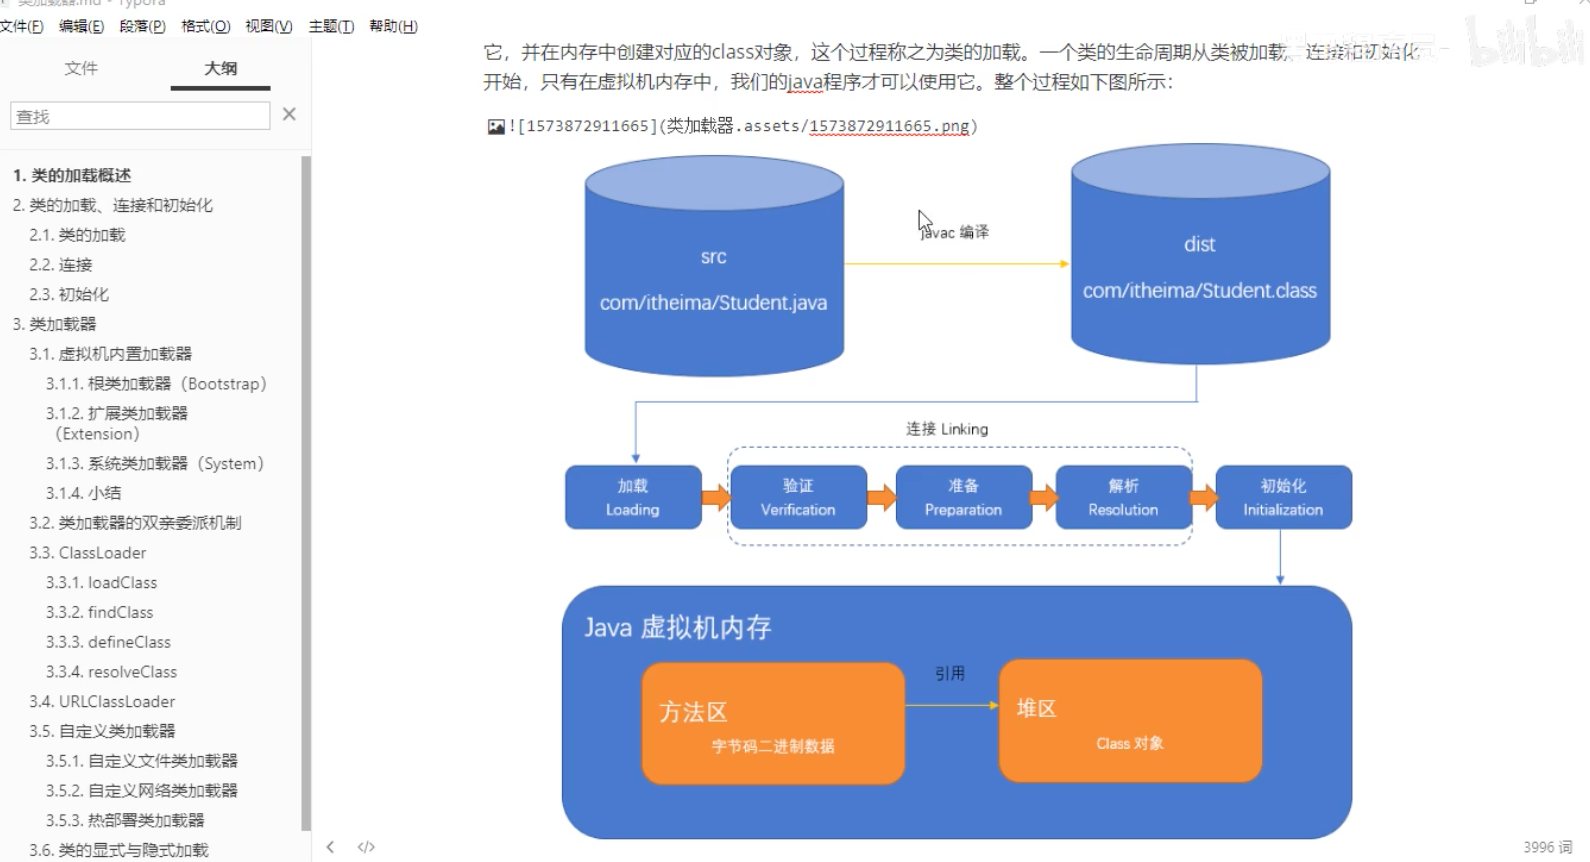 类加载器.md - Typora
文件(F) 编辑(E) 段落(P) 格式(O) 视图(V) 主题(T) 帮助(H)
文件 大纲
查找
1. 类的加载概述
2. 类的加载、连接和初始化
2.1. 类的加载
2.2. 连接
2.3. 初始化
3. 类加载器
3.1. 虚拟机内置加载器
3.1.1. 根类加载器（Bootstrap）
3.1.2. 扩展类加载器
（Extension）
3.1.3. 系统类加载器（System）
3.1.4. 小结
3.2. 类加载器的双亲委派机制
3.3. ClassLoader
3.3.1. loadClass
3.3.2. findClass
3.3.3. defineClass
3.3.4. resolveClass
3.4. URLClassLoader
3.5. 自定义类加载器
3.5.1. 自定义文件类加载器
3.5.2. 自定义网络类加载器
3.5.3. 热部署类加载器
3.6. 类的显式与隐式加载
它，并在内存中创建对应的class对象，这个过程称之为类的加载。一个类的生命周期从类被加载、连接和初始化
开始，只有在虚拟机内存中，我们的java程序才可以使用它。整个过程如下图所示：
![1573872911665](类加载器.assets/1573872911665.png)
src
com/itheima/Student.java
javac 编译
dist
com/itheima/Student.class
连接 Linking
加载
Loading
验证
Verification
准备
Preparation
解析
Resolution
初始化
Initialization
Java 虚拟机内存
方法区
字节码二进制数据
引用
堆区
Class 对象
</>
3996 词
bilibili